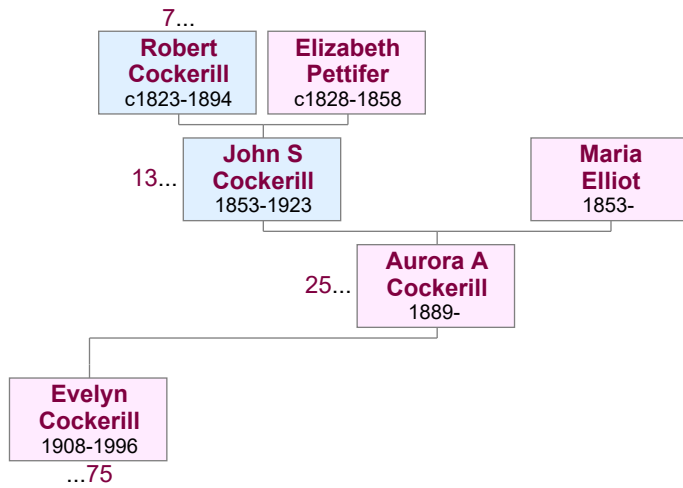 7...
Robert
Cockerill
c1823-1894
Elizabeth
Pettifer
c1828-1858
13...
John S
Cockerill
1853-1923
Maria
Elliot
1853-
25...
Aurora A
Cockerill
1889-
Evelyn
Cockerill
1908-1996
...75